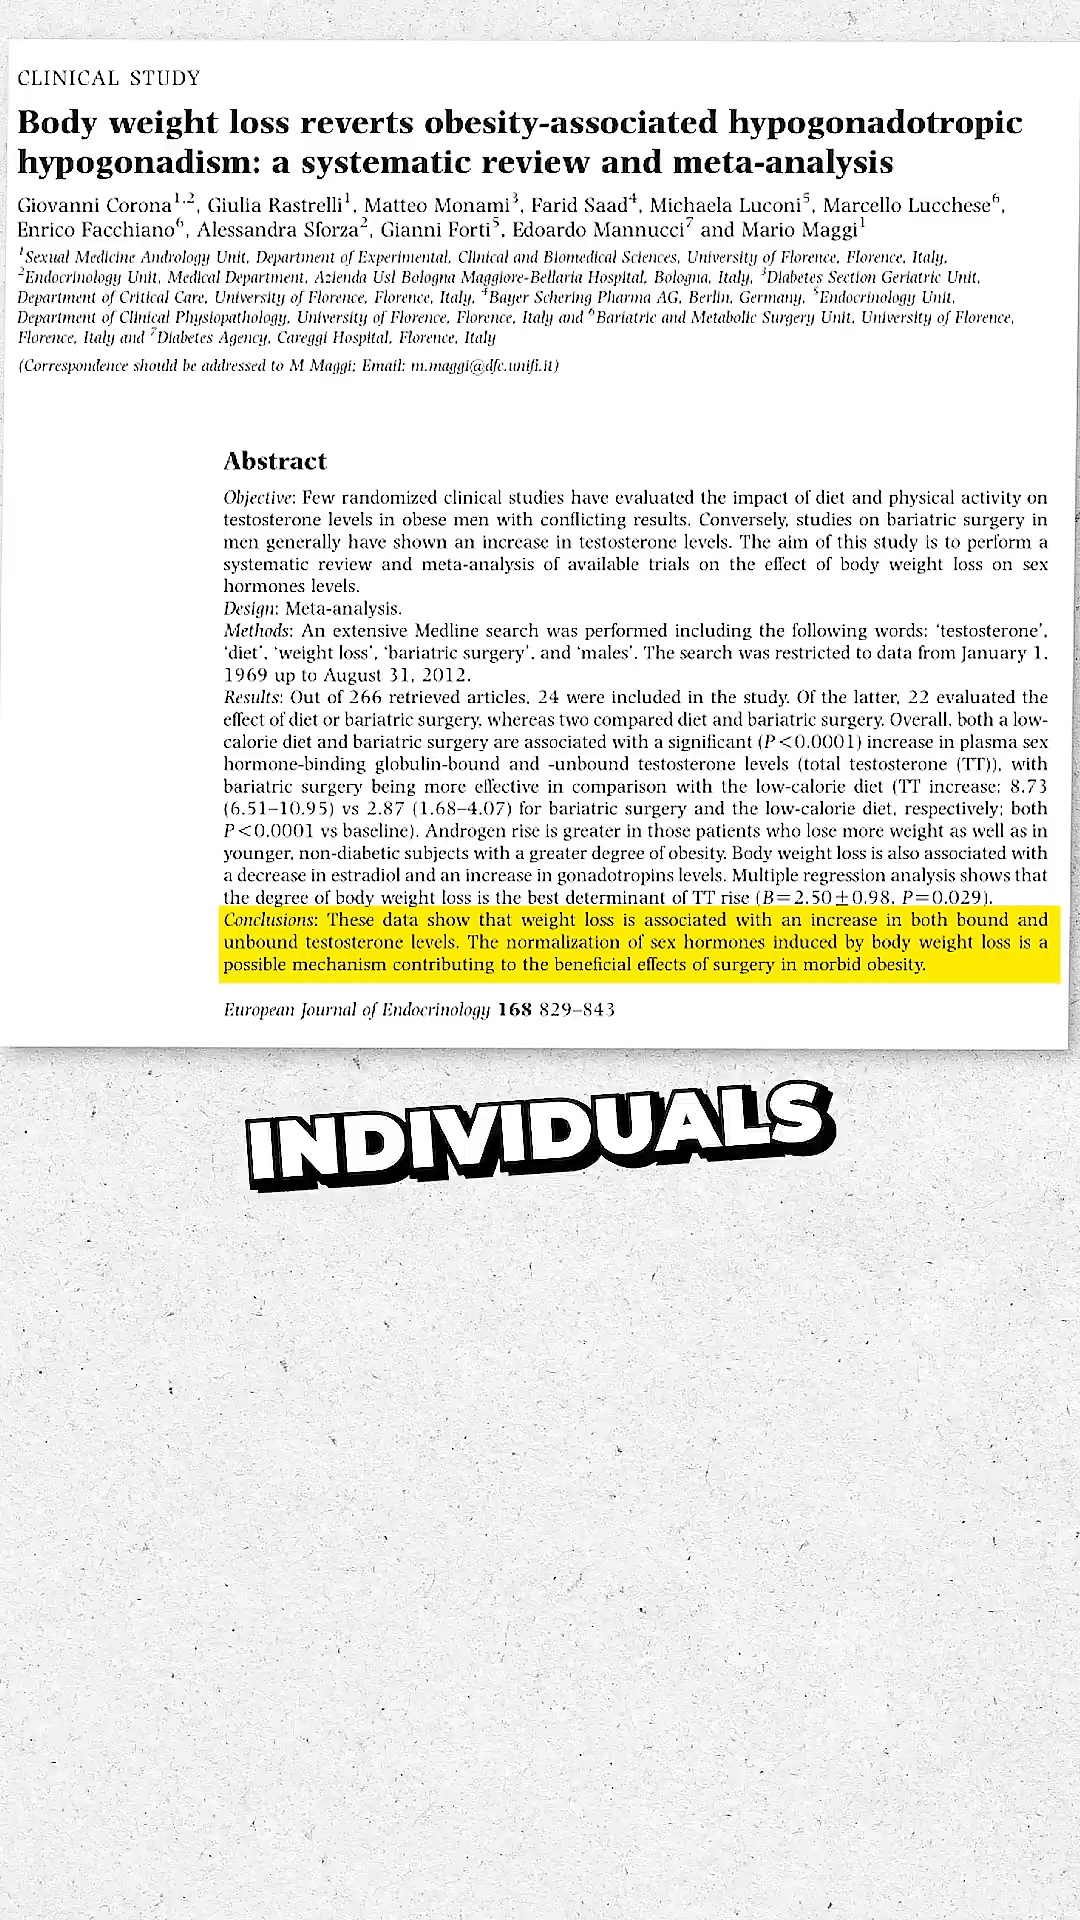 CLINICAL STUDY
Body weight loss reverts obesity-associated hypogonadotropic
hypogonadism: a systematic review and meta-analysis
Giovanni Corona1,2, Giulia Rastrelli1, Matteo Monami3, Farid Saad4, Michaela Luconi5, Marcello Lucchese6,
Enrico Facchiano6, Alessandra Sforza2, Gianni Forti5, Edoardo Mannucci7 and Mario Maggi1
1Sexual Medicine Andrology Unit, Department of Experimental, Clinical and Biomedical Sciences, University of Florence, Florence, Italy,
2Endocrinology Unit, Medical Department, Azienda Usl Bologna Maggiore-Bellaria Hospital, Bologna, Italy, 3Diabetes Section Geriatric Unit,
Department of Critical Care, University of Florence, Florence, Italy, 4Bayer Schering Pharma AG, Berlin, Germany, 5Endocrinology Unit,
Department of Clinical Physiopathology, University of Florence, Florence, Italy and 6Bariatric and Metabolic Surgery Unit, University of Florence,
Florence, Italy and 7Diabetes Agency, Careggi Hospital, Florence, Italy
(Correspondence should be addressed to M Maggi; Email: m.maggi@dfc.unifi.it)
Abstract
Objective: Few randomized clinical studies have evaluated the impact of diet and physical activity on
testosterone levels in obese men with conflicting results. Conversely, studies on bariatric surgery in
men generally have shown an increase in testosterone levels. The aim of this study is to perform a
systematic review and meta-analysis of available trials on the effect of body weight loss on sex
hormones levels.
Design: Meta-analysis.
Methods: An extensive Medline search was performed including the following words: 'testosterone',
'diet', 'weight loss', 'bariatric surgery', and 'males'. The search was restricted to data from January 1,
1969 up to August 31, 2012.
Results: Out of 266 retrieved articles, 24 were included in the study. Of the latter, 22 evaluated the
effect of diet or bariatric surgery, whereas two compared diet and bariatric surgery. Overall, both a low-
calorie diet and bariatric surgery are associated with a significant (P<0.0001) increase in plasma sex
hormone-binding globulin-bound and -unbound testosterone levels (total testosterone (TT)), with
bariatric surgery being more effective in comparison with the low-calorie diet (TT increase: 8.73
(6.51–10.95) vs 2.87 (1.68–4.07) for bariatric surgery and the low-calorie diet, respectively; both
P<0.0001 vs baseline). Androgen rise is greater in those patients who lose more weight as well as in
younger, non-diabetic subjects with a greater degree of obesity. Body weight loss is also associated with
a decrease in estradiol and an increase in gonadotropins levels. Multiple regression analysis shows that
the degree of body weight loss is the best determinant of TT rise (B=2.50±0.98, P=0.029).
Conclusions: These data show that weight loss is associated with an increase in both bound and
unbound testosterone levels. The normalization of sex hormones induced by body weight loss is a
possible mechanism contributing to the beneficial effects of surgery in morbid obesity.
European Journal of Endocrinology 168 829–843
INDIVIDUALS